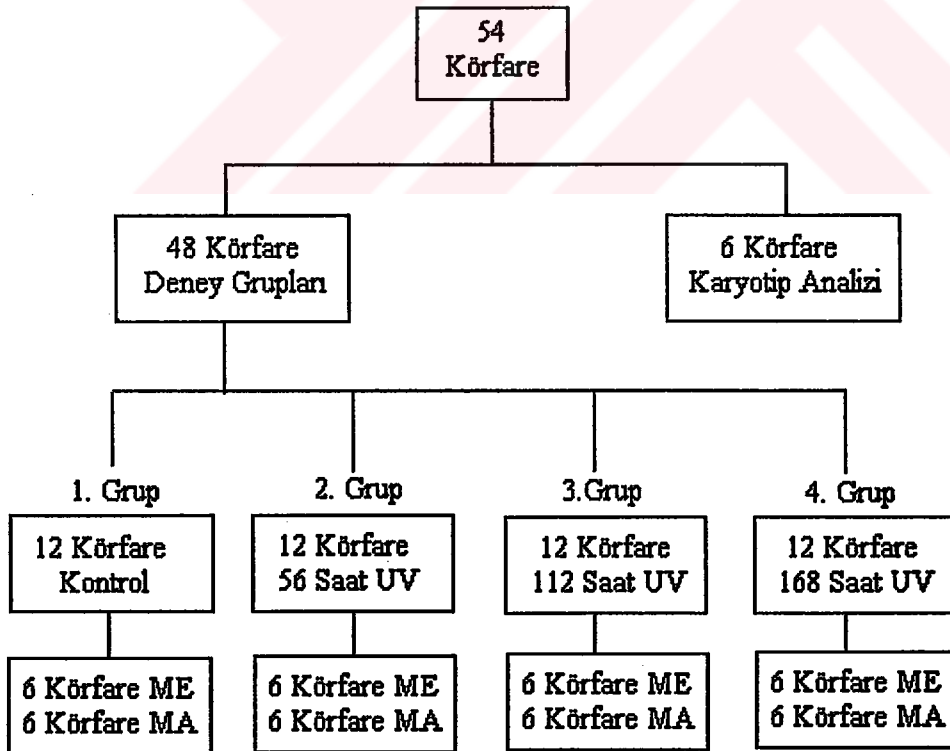 54
Körfare
48 Körfare
Deney Grupları
6 Körfare
Karyotip Analizi
1. Grup
12 Körfare
Kontrol
6 Körfare ME
6 Körfare MA
2. Grup
12 Körfare
56 Saat UV
6 Körfare ME
6 Körfare MA
3.Grup
12 Körfare
112 Saat UV
6 Körfare ME
6 Körfare MA
4. Grup
12 Körfare
168 Saat UV
6 Körfare ME
6 Körfare MA